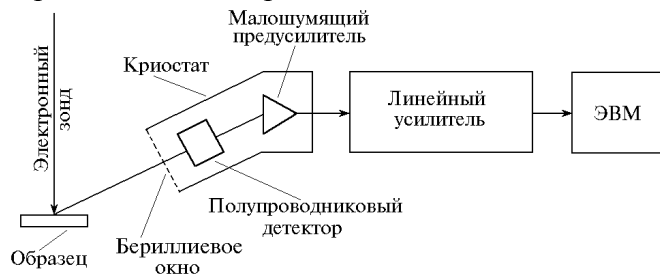 Малошумящий
предусилитель
Криостат
Электронный
зонд
Линейный
усилитель
ЭВМ
Полупроводниковый
детектор
Бериллиевое
окно
Образец